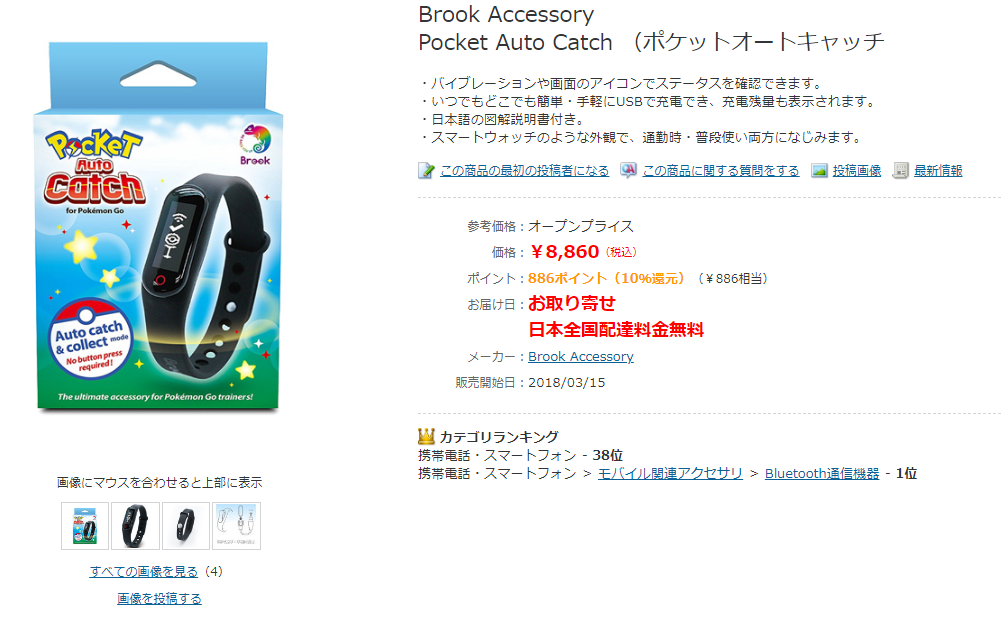 Brook Accessory
Pocket Auto Catch （ポケットオートキャッチ
・バイブレーションや画面のアイコンでステータスを確認できます。
・いつでもどこでも簡単・手軽にUSBで充電でき、充電残量も表示されます。
・日本語の図解説明書付き。
・スマートウォッチのような外観で、通勤時・普段使い両方になじみます。
この商品の最初の投稿者になる この商品に関する質問をする 投稿画像 最新情報
参考価格：オープンプライス
価格：￥8,860（税込）
ポイント：886ポイント（10%還元）（￥886相当）
お届け日：お取り寄せ
日本全国配達料金無料
メーカー：Brook Accessory
販売開始日：2018/03/15
カテゴリランキング
携帯電話・スマートフォン - 38位
携帯電話・スマートフォン > モバイル関連アクセサリ > Bluetooth通信機器 - 1位
Pocket
Auto
Catch
for Pokémon Go
Brook
Auto catch
& collect mode
No button press
required!
The ultimate accessory for Pokémon Go trainers!
画像にマウスを合わせると上部に表示
すべての画像を見る（4）
画像を投稿する